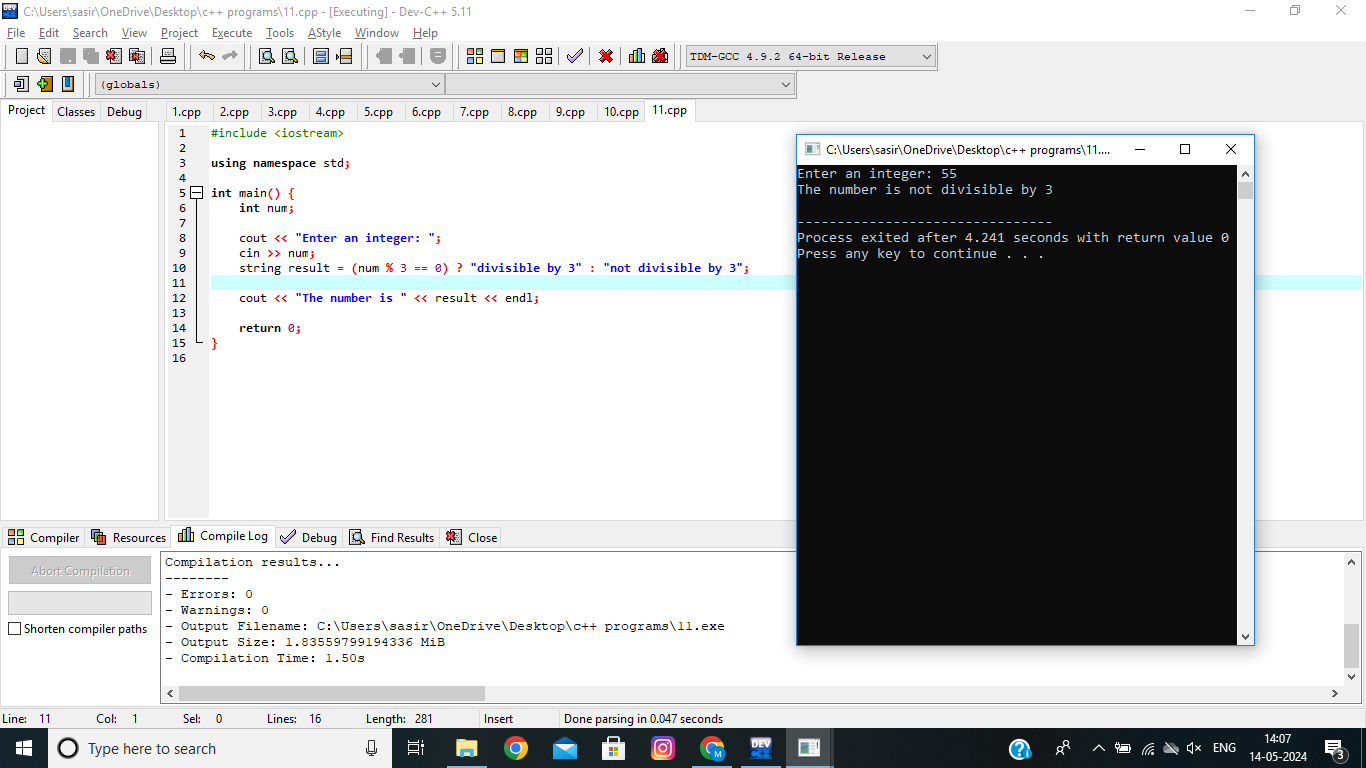 C:\Users\sasir\OneDrive\Desktop\c++ programs\11.cpp - [Executing] - Dev-C++ 5.11
File Edit Search View Project Execute Tools AStyle Window Help
TDM-GCC 4.9.2 64-bit Release
(globals)
Project Classes Debug
1.cpp 2.cpp 3.cpp 4.cpp 5.cpp 6.cpp 7.cpp 8.cpp 9.cpp 10.cpp 11.cpp
1 #include <iostream>
2
3 using namespace std;
4
5 int main() {
6 int num;
7
8 cout << "Enter an integer: ";
9 cin >> num;
10 string result = (num % 3 == 0) ? "divisible by 3" : "not divisible by 3";
11
12 cout << "The number is " << result << endl;
13
14 return 0;
15 }
16
C:\Users\sasir\OneDrive\Desktop\c++ programs\11....
Enter an integer: 55
The number is not divisible by 3
--------------------------------
Process exited after 4.241 seconds with return value 0
Press any key to continue . . .
Compiler Resources Compile Log Debug Find Results Close
Abort Compilation
Shorten compiler paths
Compilation results...
--------
- Errors: 0
- Warnings: 0
- Output Filename: C:\Users\sasir\OneDrive\Desktop\c++ programs\11.exe
- Output Size: 1.83559799194336 MiB
- Compilation Time: 1.50s
Line: 11 Col: 1 Sel: 0 Lines: 16 Length: 281 Insert Done parsing in 0.047 seconds
Type here to search
M
DEV
ENG
14:07
14-05-2024
3